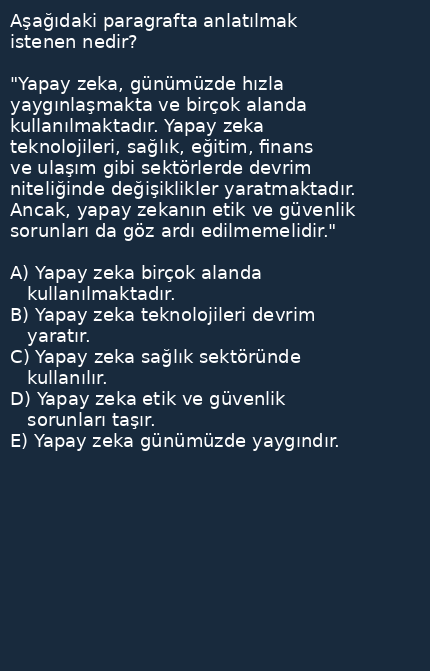 Aşağıdaki paragrafta anlatılmak
istenen nedir?
"Yapay zeka, günümüzde hızla
yaygınlaşmakta ve birçok alanda
kullanılmaktadır. Yapay zeka
teknolojileri, sağlık, eğitim, finans
ve ulaşım gibi sektörlerde devrim
niteliğinde değişiklikler yaratmaktadır.
Ancak, yapay zekanın etik ve güvenlik
sorunları da göz ardı edilmemelidir."
A) Yapay zeka birçok alanda
kullanılmaktadır.
B) Yapay zeka teknolojileri devrim
yaratır.
C) Yapay zeka sağlık sektöründe
kullanılır.
D) Yapay zeka etik ve güvenlik
sorunları taşır.
E) Yapay zeka günümüzde yaygındır.